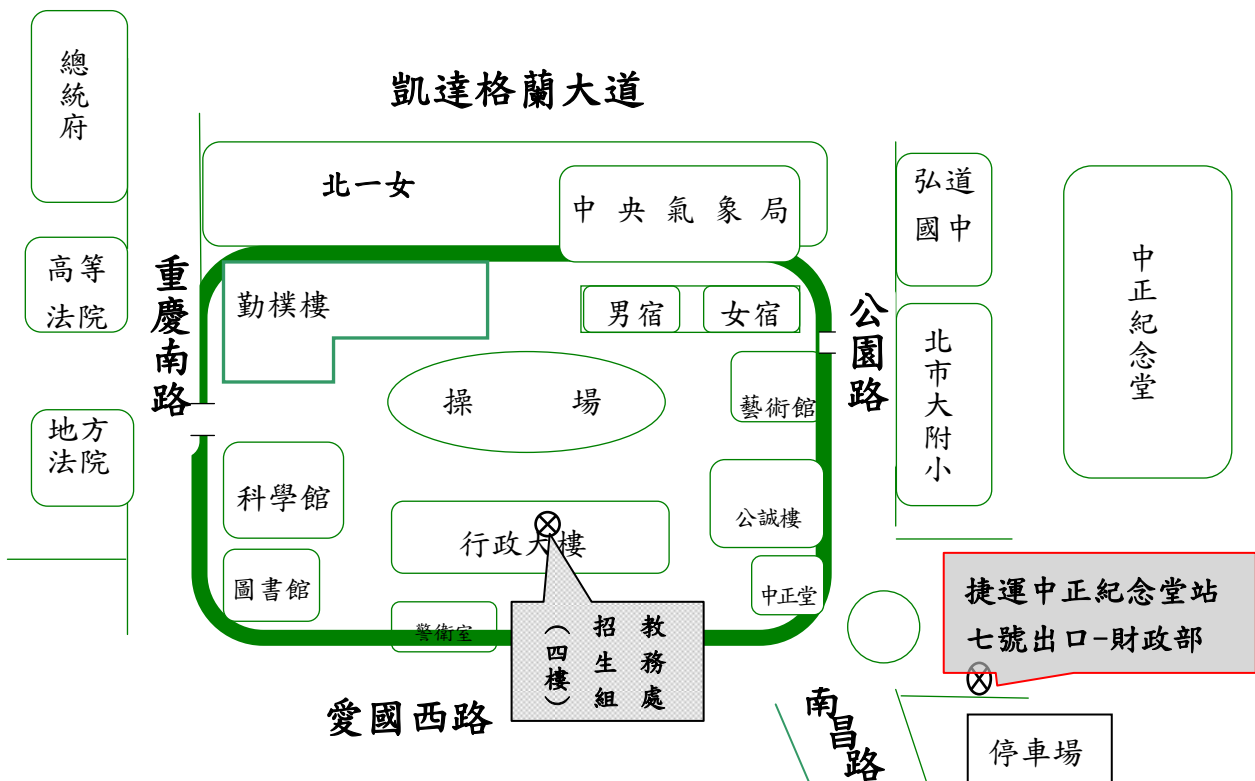 總統府
凱達格蘭大道
北一女
中央氣象局
弘道
國中
中正紀念堂
高等
法院
重慶南路
勤樸樓
男宿
女宿
公園路
北市大附小
操場
藝術館
地方
法院
科學館
行政大樓
公誠樓
圖書館
中正堂
警衛室
教務處
招生組
(四樓)
捷運中正紀念堂站
七號出口-財政部
愛國西路
南昌路
停車場